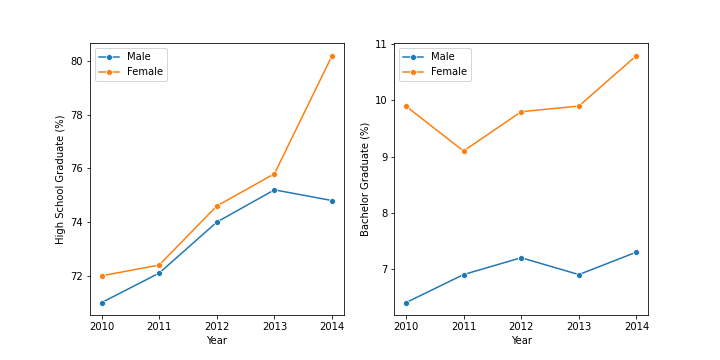 Male
Female
80
78
76
74
72
High School Graduate (%)
2010 2011 2012 2013 2014
Year
Male
Female
11
10
9
8
7
Bachelor Graduate (%)
2010 2011 2012 2013 2014
Year